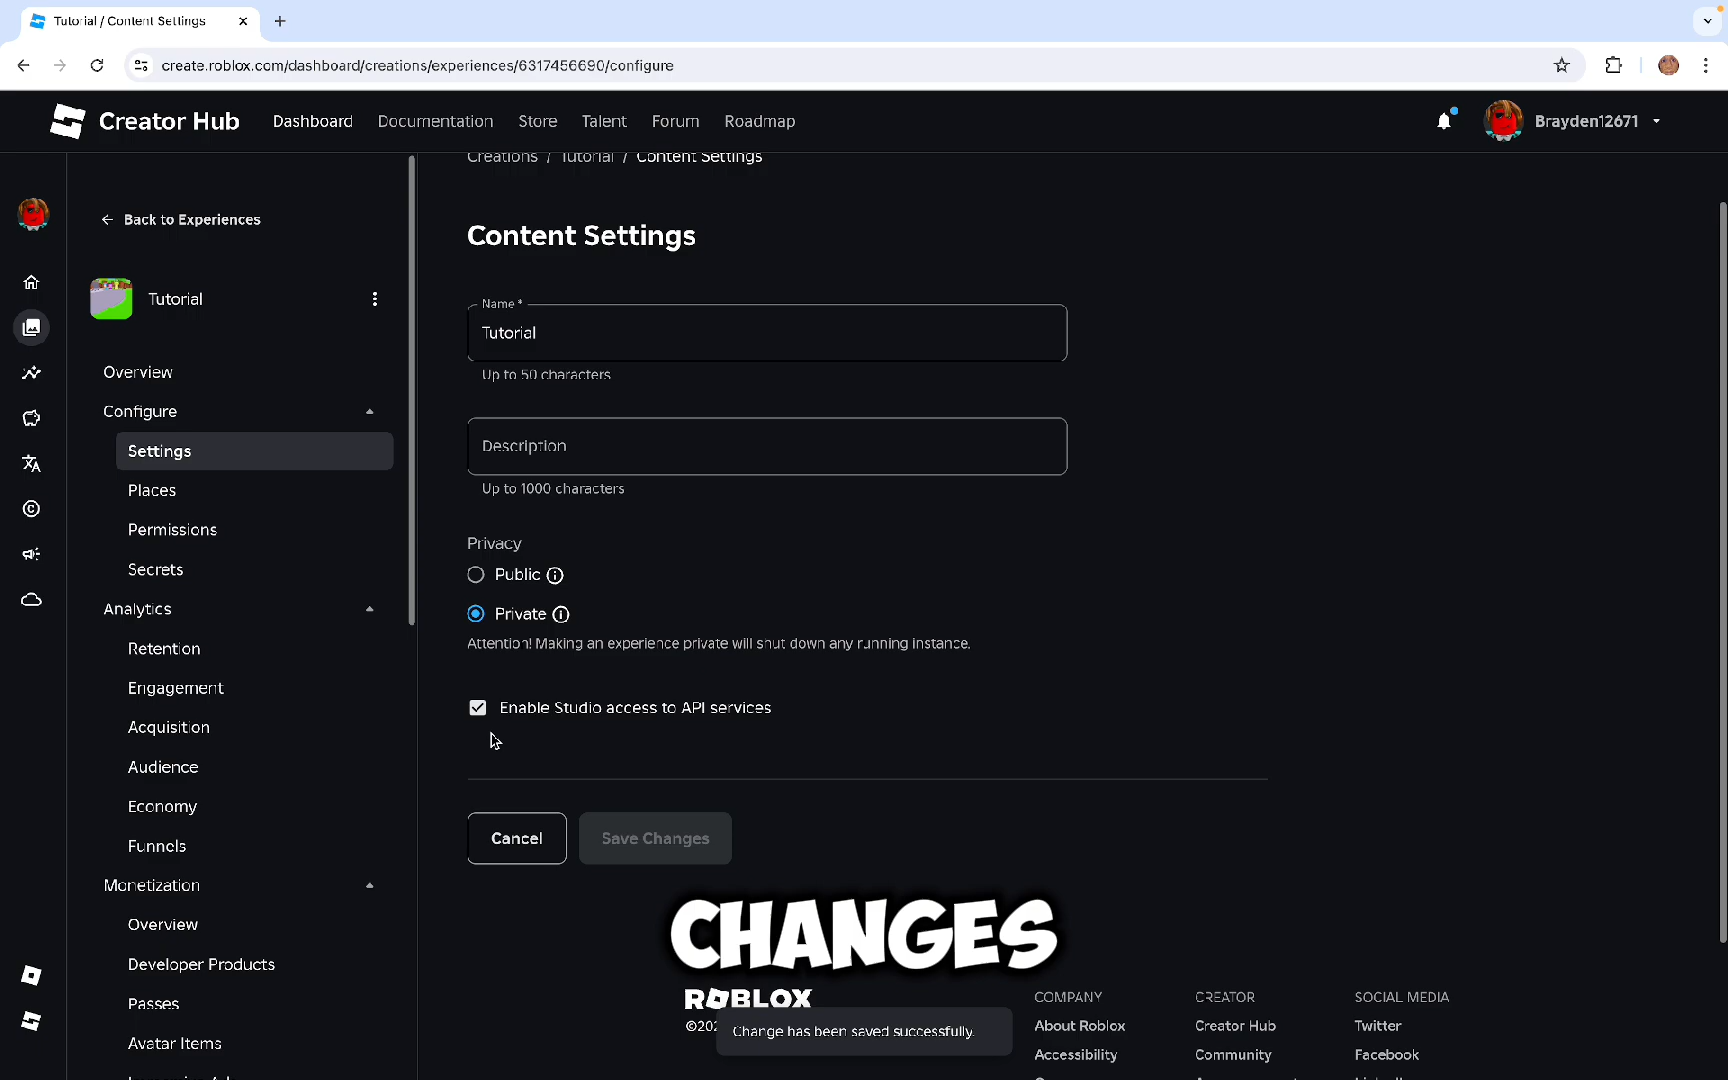 Tutorial / Content Settings
create.roblox.com/dashboard/creations/experiences/6317456690/configure
Creator Hub
Dashboard
Documentation
Store
Talent
Forum
Roadmap
Brayden12671
Creations / Tutorial / Content Settings
Back to Experiences
Tutorial
Overview
Configure
Settings
Places
Permissions
Secrets
Analytics
Retention
Engagement
Acquisition
Audience
Economy
Funnels
Monetization
Overview
Developer Products
Passes
Avatar Items
Content Settings
Name *
Tutorial
Up to 50 characters
Description
Up to 1000 characters
Privacy
Public
Private
Attention! Making an experience private will shut down any running instance.
Enable Studio access to API services
Cancel
Save Changes
CHANGES
ROBLOX
©202
Change has been saved successfully.
COMPANY
About Roblox
Accessibility
CREATOR
Creator Hub
Community
SOCIAL MEDIA
Twitter
Facebook